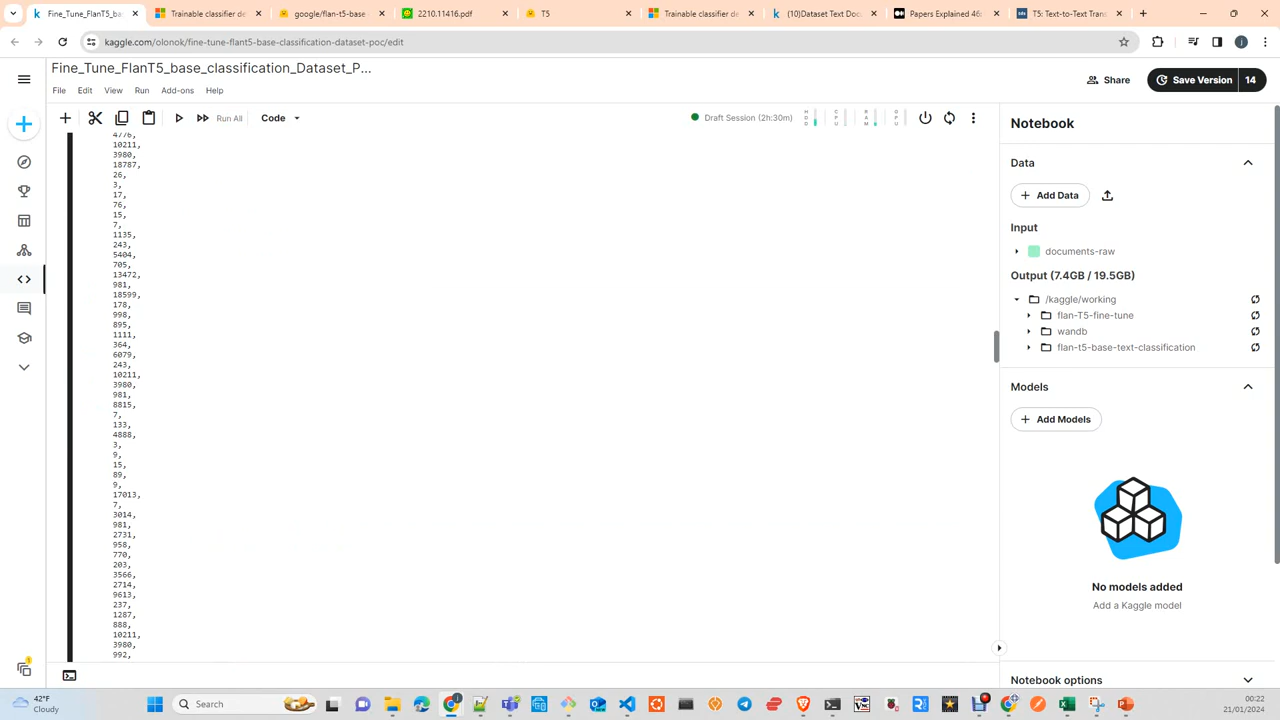 Fine_Tune_FlanT5_base_classi
Trainable classifier de
google/flan-t5-base
2210.11416.pdf
T5
Trainable classifier de
(10)Dataset Text Docu
Papers Explained 46:
T5: Text-to-Text Trans
kaggle.com/olonok/fine-tune-flant5-base-classification-dataset-poc/edit
Fine_Tune_FlanT5_base_classification_Dataset_P...
Share
Save Version
14
File
Edit
View
Run
Add-ons
Help
Run All
Code
Draft Session (2h:30m)
HDD
CPU
RAM
GPU
4776,
10211,
3980,
18787,
26,
3,
17,
76,
15,
7,
1135,
243,
5404,
705,
13472,
981,
18599,
178,
998,
895,
1111,
364,
6079,
243,
10211,
3980,
981,
8815,
7,
133,
4888,
3,
9,
15,
89,
9,
17013,
7,
3014,
981,
2731,
958,
770,
203,
3566,
2714,
9613,
237,
1287,
888,
10211,
3980,
992,
Notebook
Data
Add Data
Input
documents-raw
Output (7.4GB / 19.5GB)
/kaggle/working
flan-T5-fine-tune
wandb
flan-t5-base-text-classification
Models
Add Models
No models added
Add a Kaggle model
Notebook options
42°F
Cloudy
Search
00:22
21/01/2024